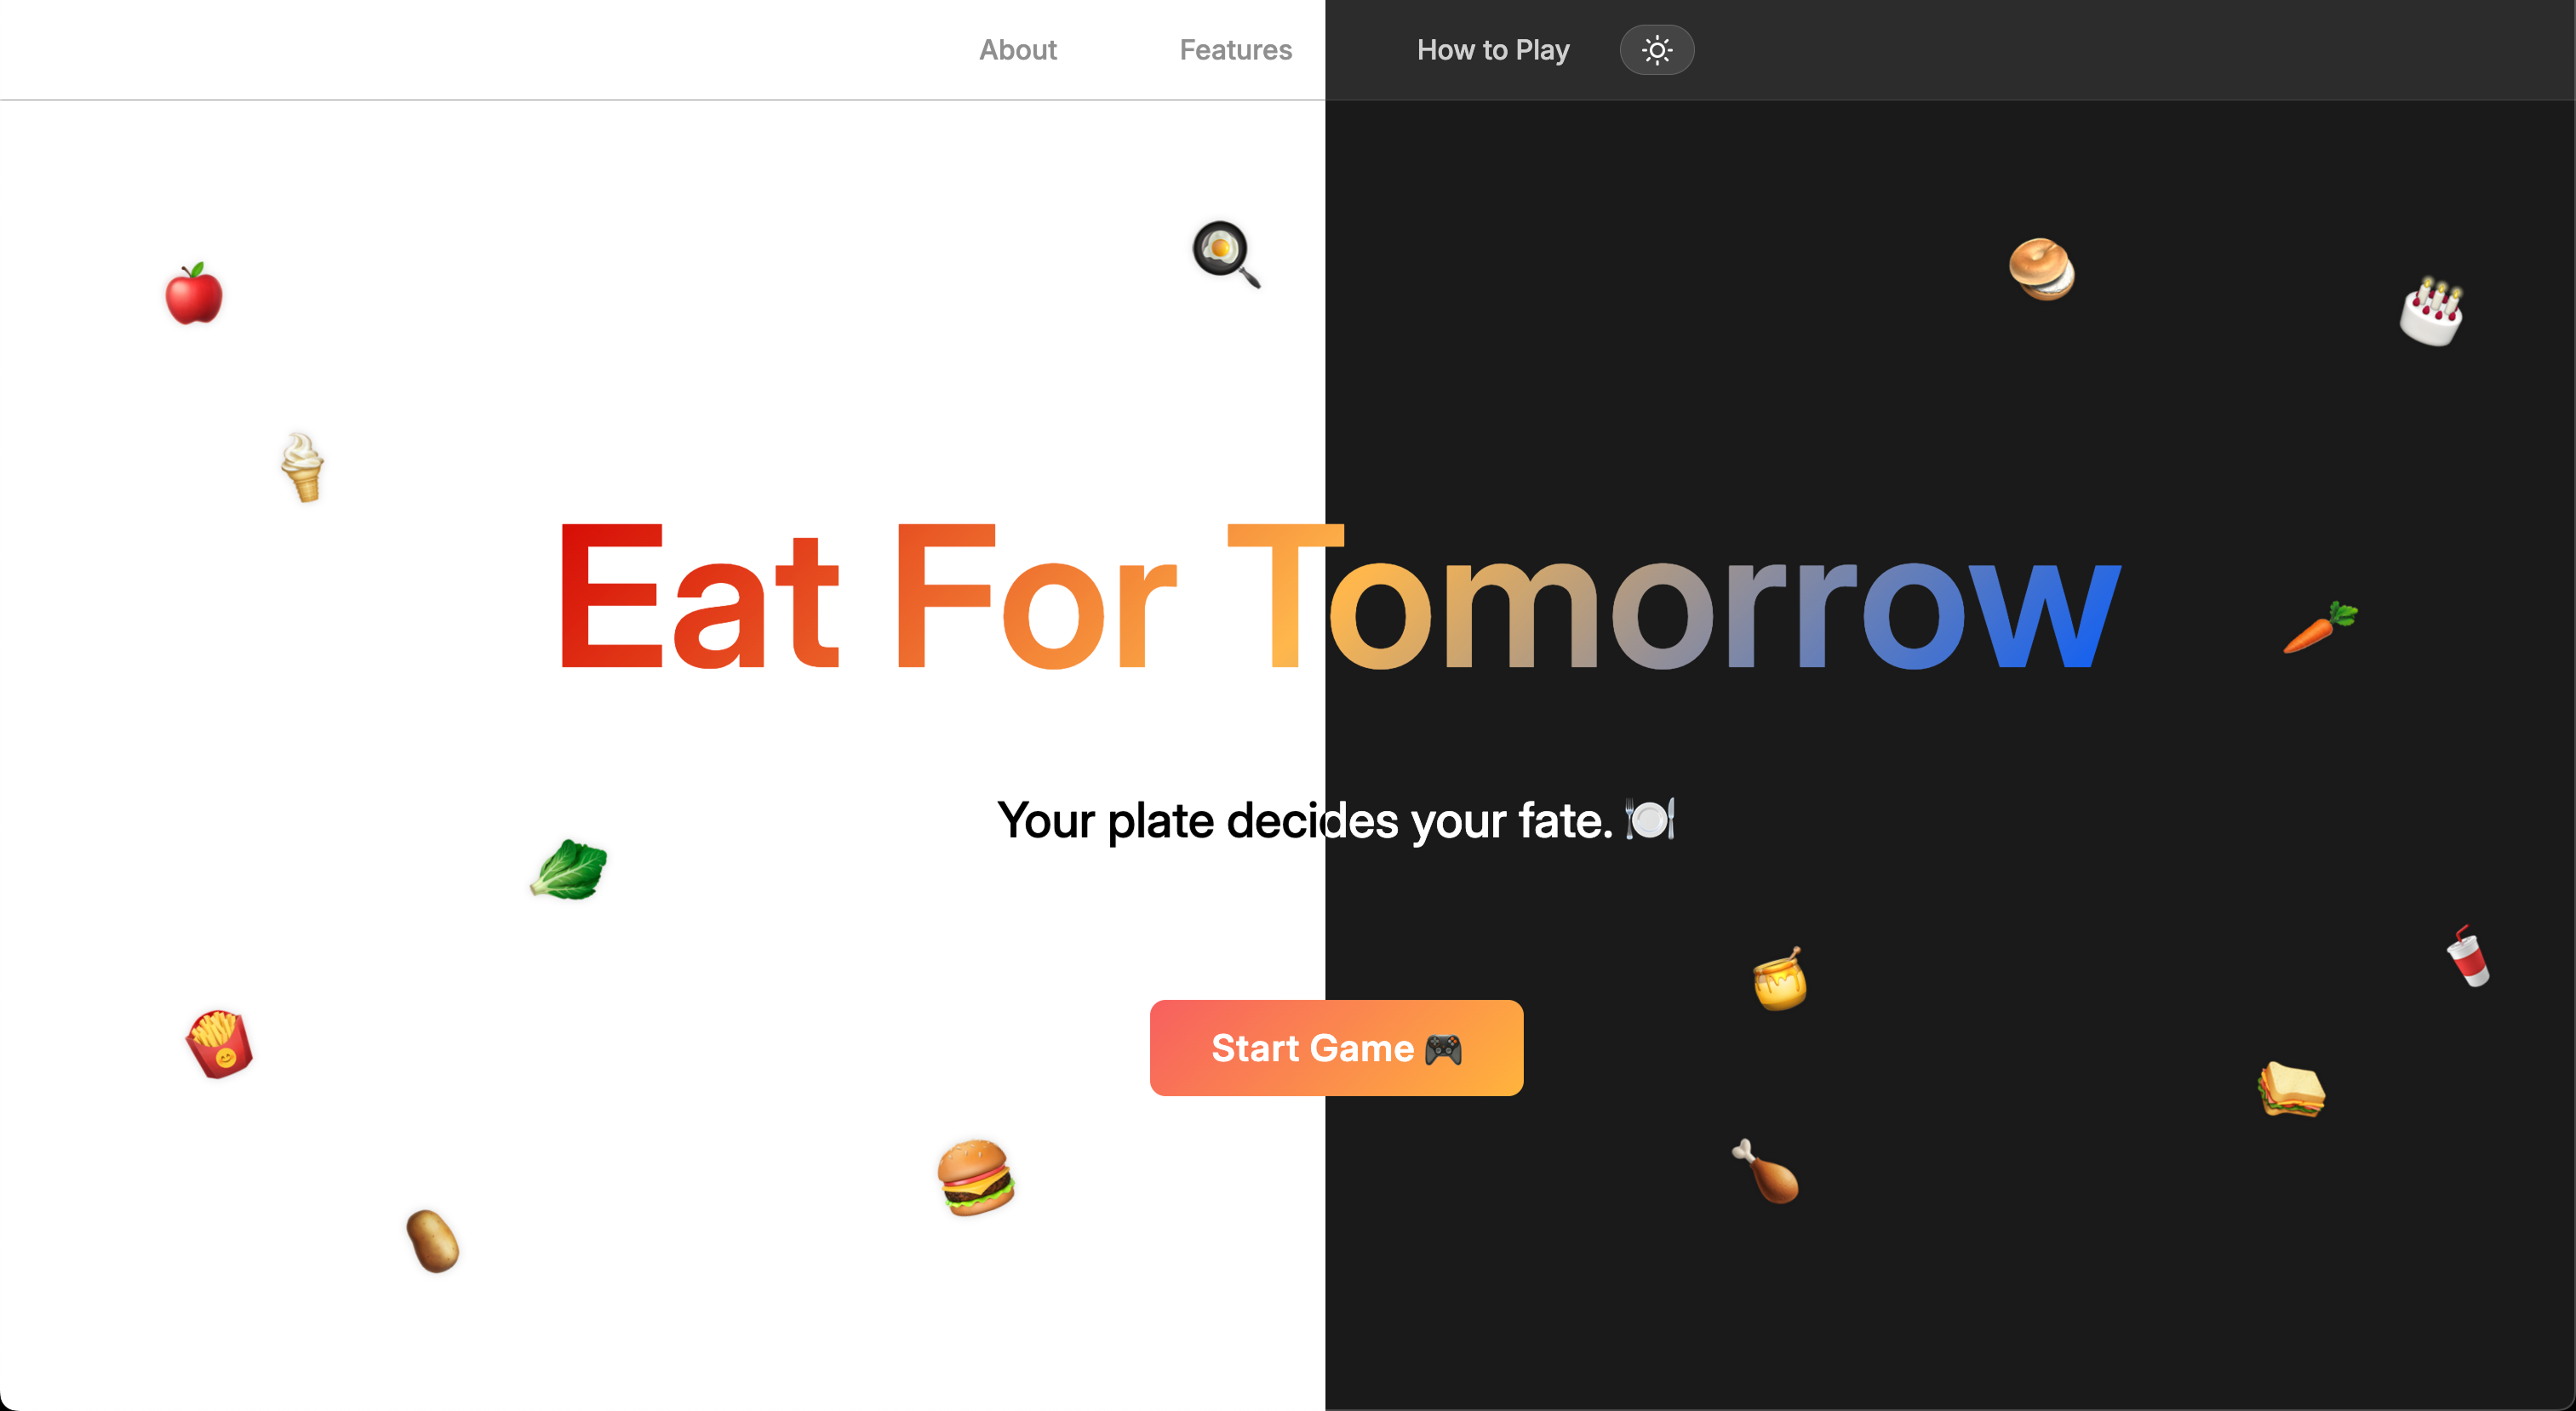 About Features How to Play
Eat For Tomorrow
Your plate decides your fate. 🍽️
Start Game 🎮